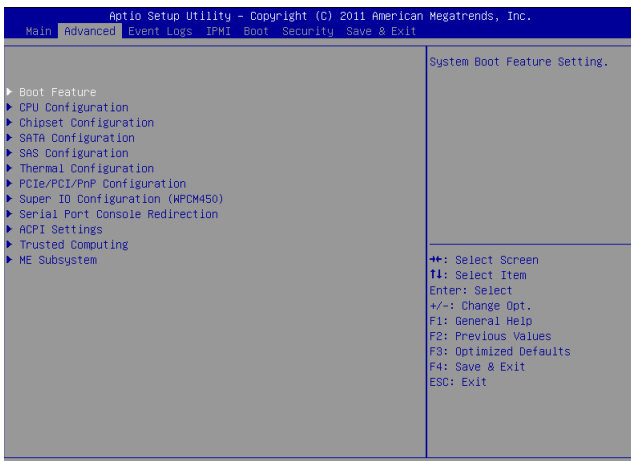 Aptio Setup Utility – Copyright (C) 2011 American Megatrends, Inc.
Main Advanced Event Logs IPMI Boot Security Save & Exit
System Boot Feature Setting.
▶ Boot Feature
▶ CPU Configuration
▶ Chipset Configuration
▶ SATA Configuration
▶ SAS Configuration
▶ Thermal Configuration
▶ PCIe/PCI/PnP Configuration
▶ Super IO Configuration (WPCM450)
▶ Serial Port Console Redirection
▶ ACPI Settings
▶ Trusted Computing
▶ ME Subsystem
→←: Select Screen
↑↓: Select Item
Enter: Select
+/-: Change Opt.
F1: General Help
F2: Previous Values
F3: Optimized Defaults
F4: Save & Exit
ESC: Exit